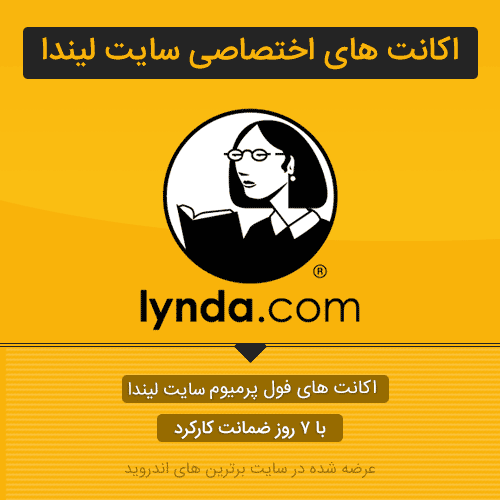 اکانت های اختصاصی سایت لیندا
®
lynda.com
اکانت های فول پرمیوم سایت لیندا
با ۷ روز ضمانت کارکرد
عرضه شده در سایت برترین های اندروید